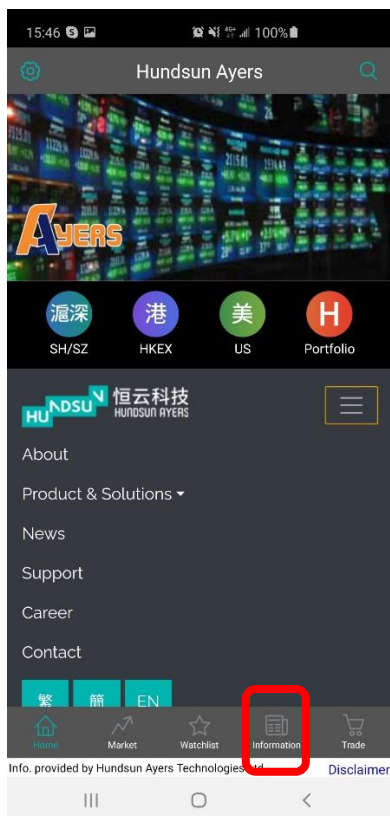 15:46 S 4G+ 100%
Hundsun Ayers
AYERS
滬深 港 美 H
SH/SZ HKEX US Portfolio
HUNDSUN 恒云科技
HUNDSUN AYERS
About
Product & Solutions
News
Support
Career
Contact
繁 簡 EN
Home Market Watchlist Information Trade
Info. provided by Hundsun Ayers Technologies Ltd. Disclaimer